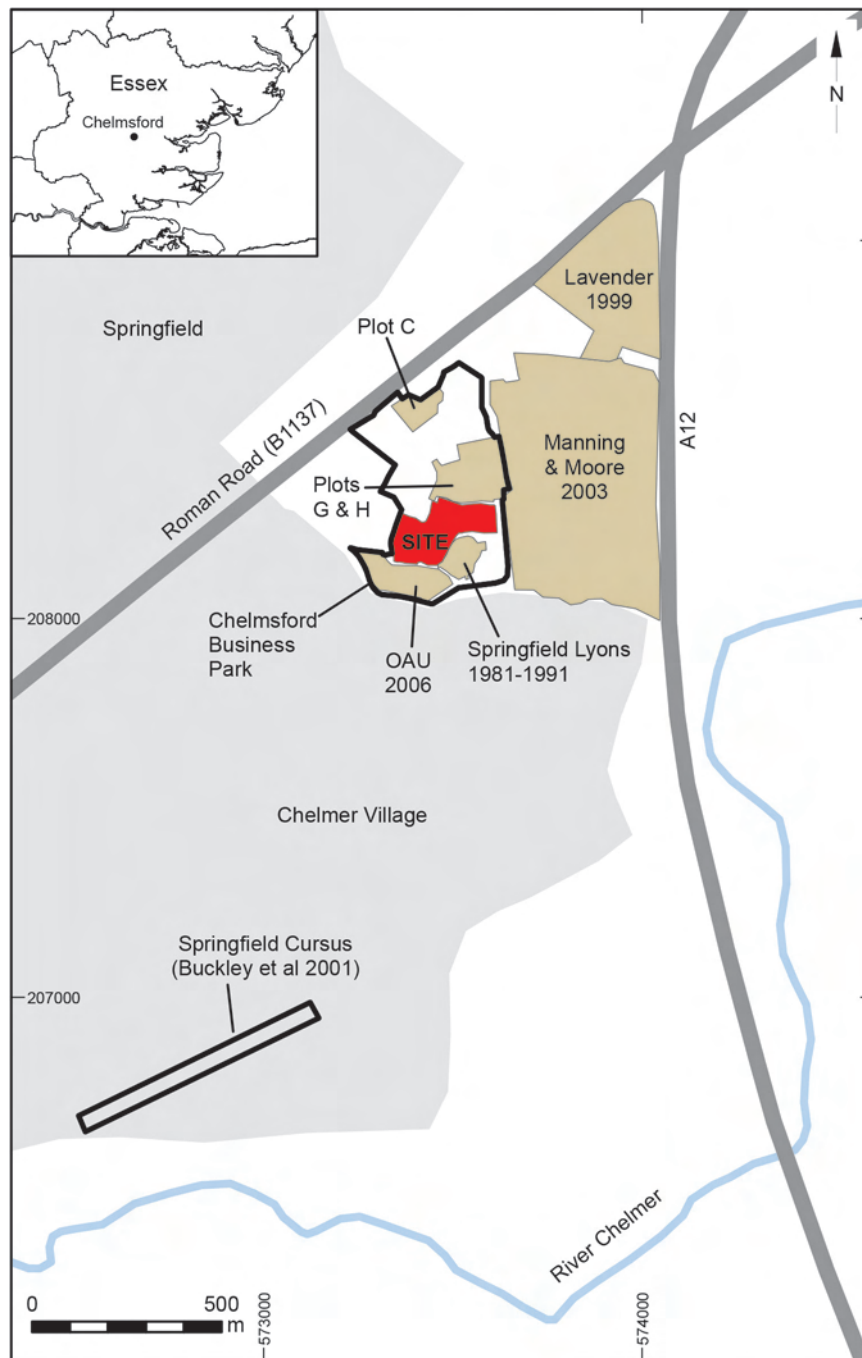 Essex
Chelmsford
N
Lavender
1999
Springfield
Plot C
Roman Road (B1137)
A12
Manning
& Moore
2003
Plots
G & H
SITE
208000
Chelmsford
Business
Park
OAU
2006
Springfield Lyons
1981-1991
Chelmer Village
Springfield Cursus
(Buckley et al 2001)
207000
River Chelmer
0
500
m
573000
574000